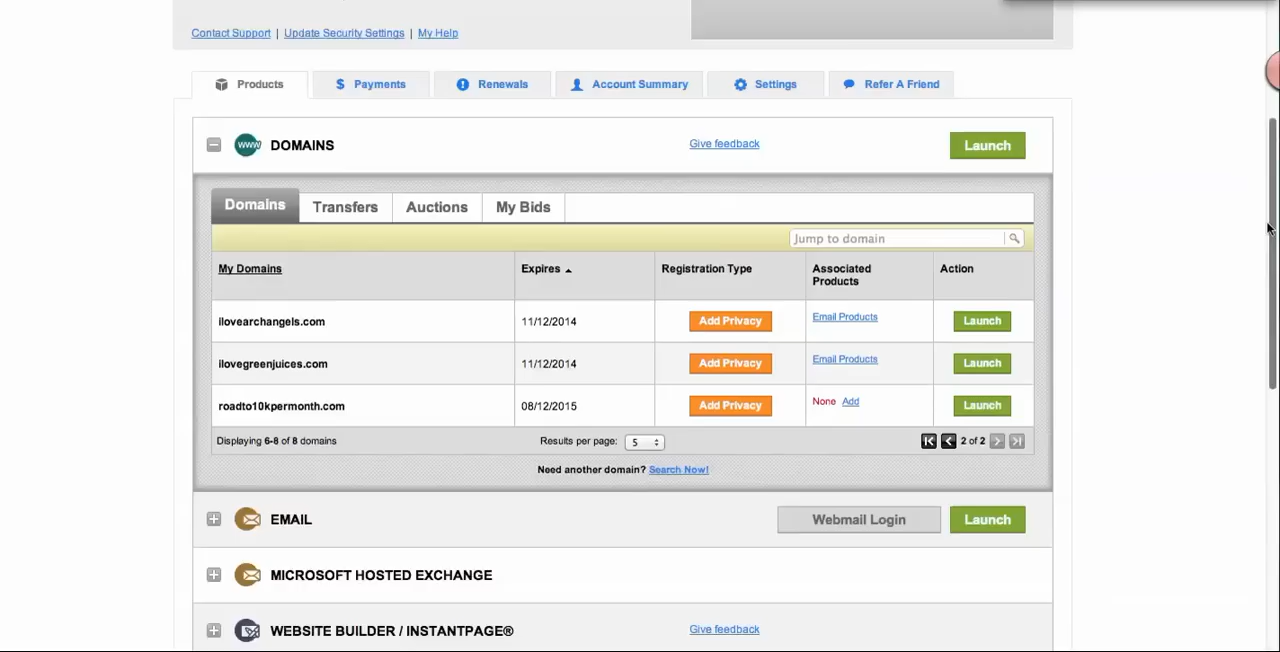 Contact Support | Update Security Settings | My Help
Products Payments Renewals Account Summary Settings Refer A Friend
www DOMAINS Give feedback Launch
Domains Transfers Auctions My Bids
Jump to domain
My Domains Expires Registration Type Associated Products Action
ilovearchangels.com 11/12/2014 Add Privacy Email Products Launch
ilovegreenjuices.com 11/12/2014 Add Privacy Email Products Launch
roadto10kpermonth.com 08/12/2015 Add Privacy None Add Launch
Displaying 6-8 of 8 domains Results per page: 5 2 of 2
Need another domain? Search Now!
EMAIL Webmail Login Launch
MICROSOFT HOSTED EXCHANGE
WEBSITE BUILDER / INSTANTPAGE® Give feedback